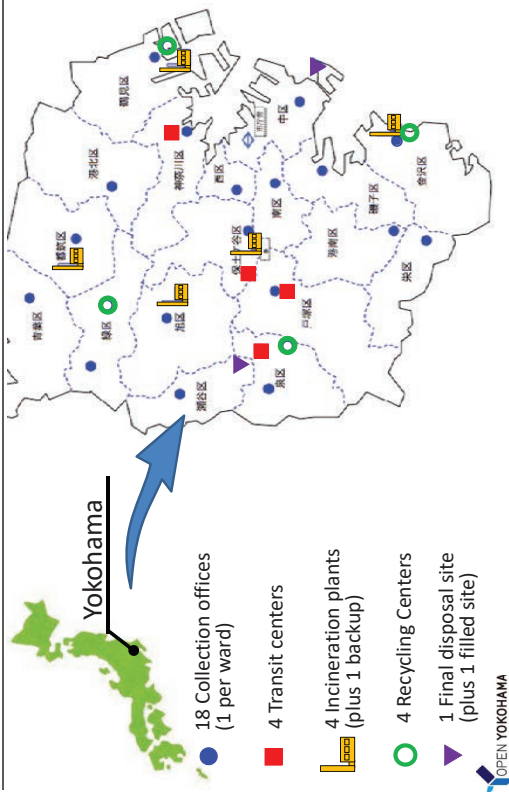 Yokohama
18 Collection offices
(1 per ward)
4 Transit centers
4 Incineration plants
(plus 1 backup)
4 Recycling Centers
1 Final disposal site
(plus 1 filled site)
OPEN YOKOHAMA
青葉区
都筑区
港北区
鶴見区
緑区
神奈川区
旭区
西区
保土ケ谷区
中区
瀬谷区
南区
泉区
戸塚区
港南区
磯子区
栄区
金沢区